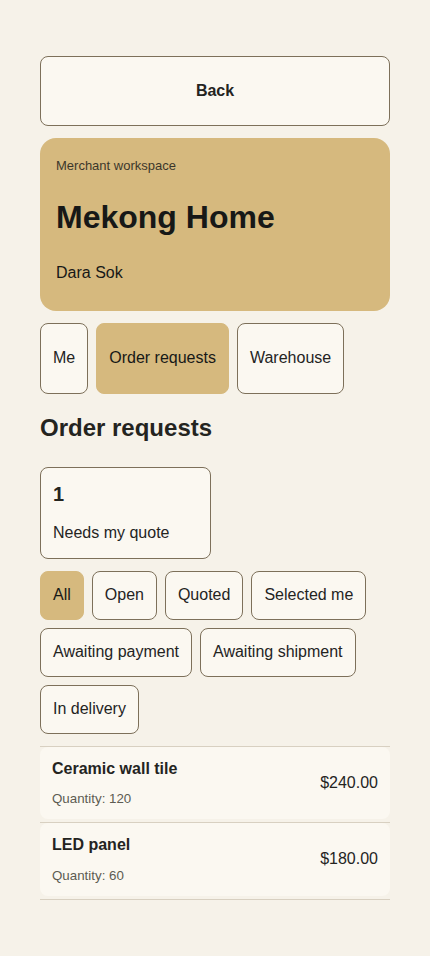 Back
Merchant workspace
Mekong Home
Dara Sok
Me
Order requests
Warehouse
Order requests
1
Needs my quote
All
Open
Quoted
Selected me
Awaiting payment
Awaiting shipment
In delivery
Ceramic wall tile
Quantity: 120
$240.00
LED panel
Quantity: 60
$180.00